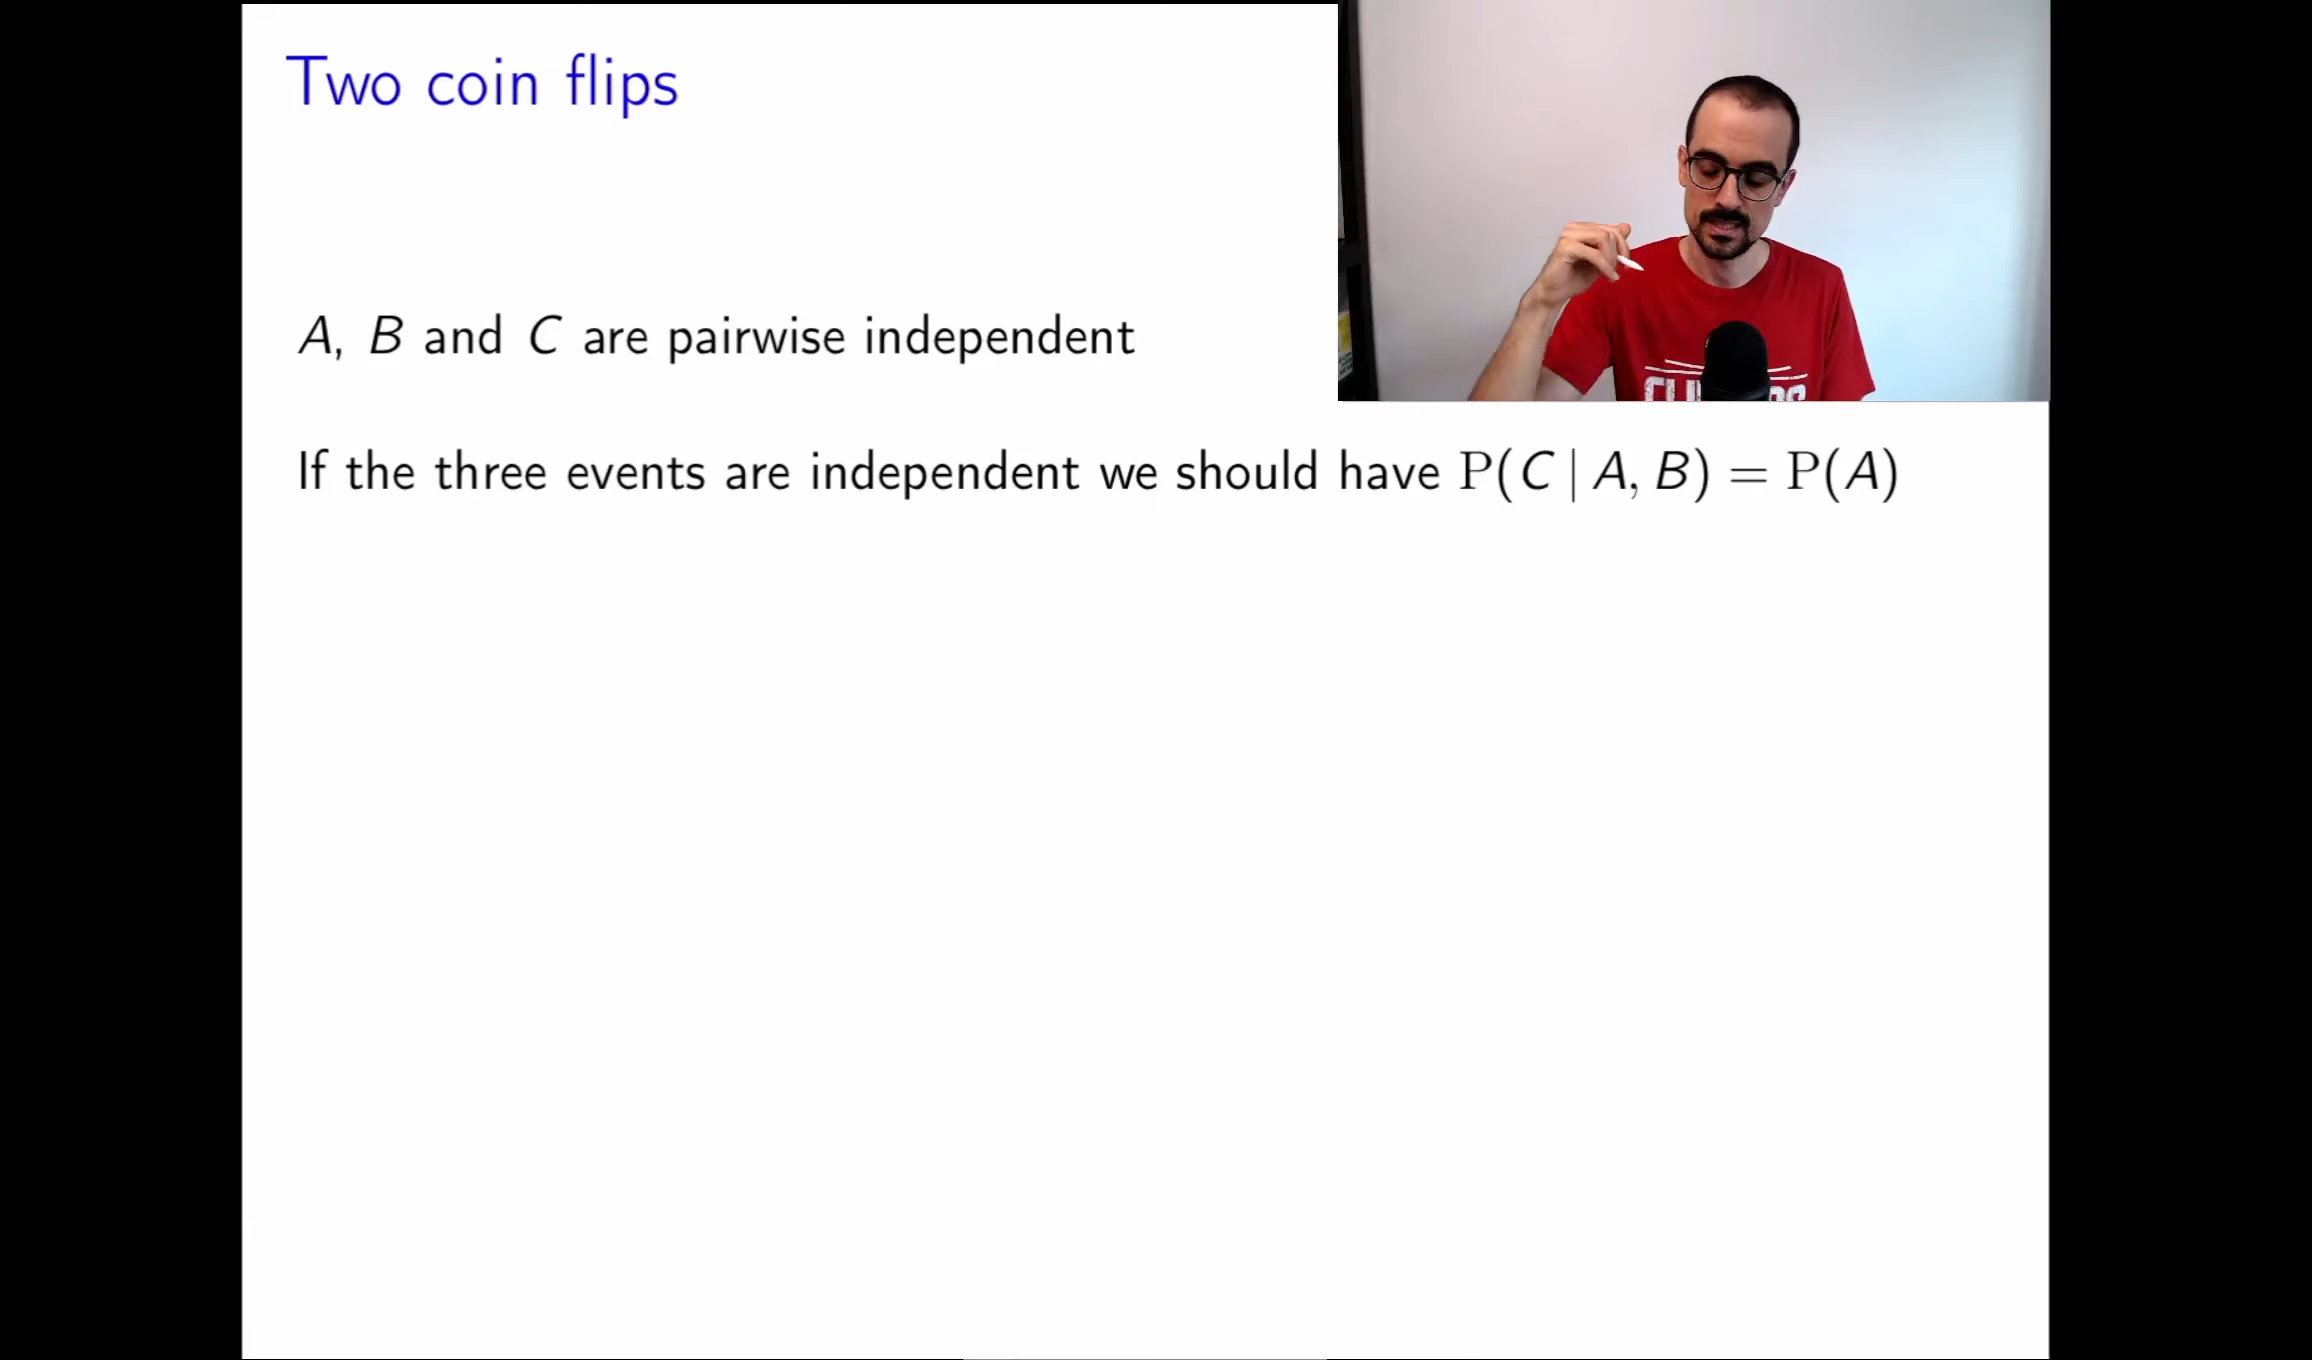 Two coin flips
A, B and C are pairwise independent
If the three events are independent we should have P(C | A, B) = P(A)